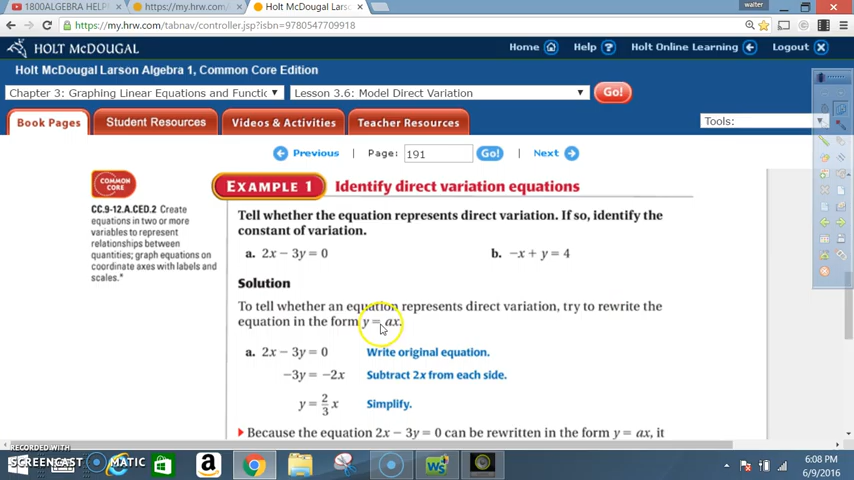 1800ALGEBRA HELPI
https://my.hrw.com/tabnav/
Holt McDougal Larson
walter
https://my.hrw.com/tabnav/controller.jsp?isbn=9780547709918
HOLT MCDOUGAL
Home
Help
Holt Online Learning
Logout
Holt McDougal Larson Algebra 1, Common Core Edition
Chapter 3: Graphing Linear Equations and Functic
Lesson 3.6: Model Direct Variation
Go!
Book Pages
Student Resources
Videos & Activities
Teacher Resources
Tools:
Previous | Page: 191 Go! | Next
COMMON CORE
CC.9-12.A.CED.2 Create
equations in two or more
variables to represent
relationships between
quantities; graph equations on
coordinate axes with labels and
scales.*
EXAMPLE 1 Identify direct variation equations
Tell whether the equation represents direct variation. If so, identify the
constant of variation.
a. 2x − 3y = 0
b. −x + y = 4
Solution
To tell whether an equation represents direct variation, try to rewrite the
equation in the form y = ax.
a. 2x − 3y = 0 Write original equation.
−3y = −2x Subtract 2x from each side.
y = 2/3 x Simplify.
Because the equation 2x − 3y = 0 can be rewritten in the form y = ax, it
RECORDED WITH
SCREENCAST MATIC
6:08 PM
6/9/2016